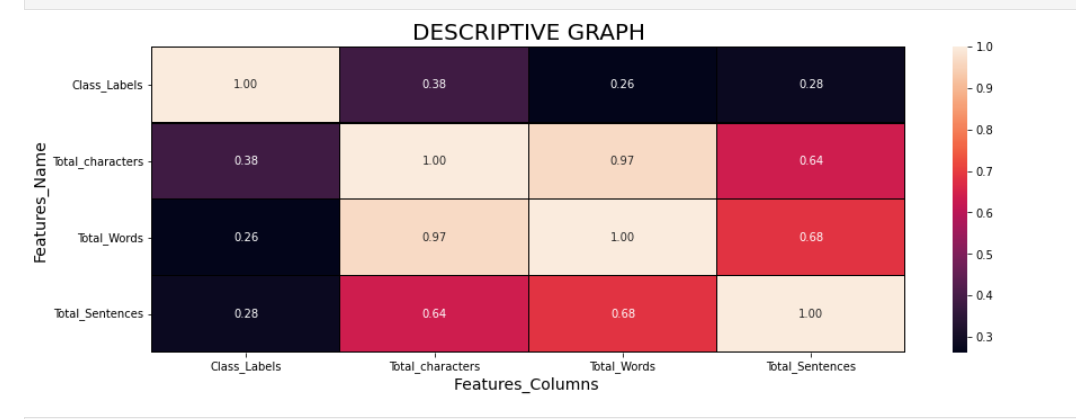 DESCRIPTIVE GRAPH
Features_Name
Class_Labels 1.00 0.38 0.26 0.28
Total_characters 0.38 1.00 0.97 0.64
Total_Words 0.26 0.97 1.00 0.68
Total_Sentences 0.28 0.64 0.68 1.00
Class_Labels Total_characters Total_Words Total_Sentences
Features_Columns
1.0
0.9
0.8
0.7
0.6
0.5
0.4
0.3